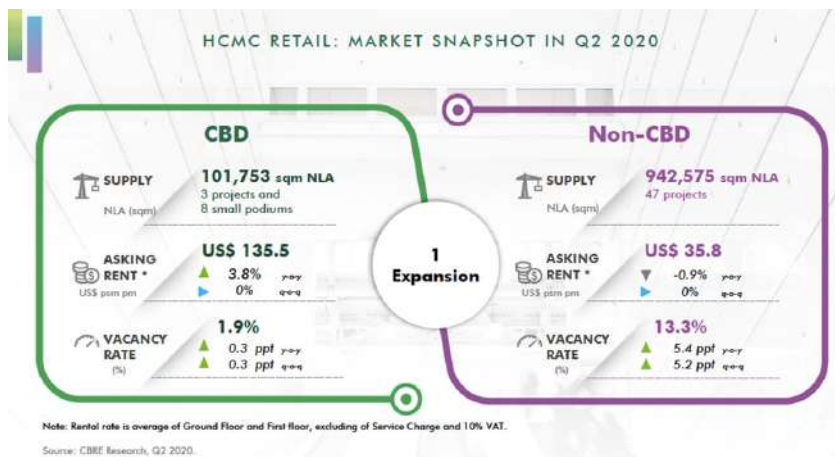 HCMC RETAIL: MARKET SNAPSHOT IN Q2 2020
CBD
SUPPLY
NLA (sqm)
101,753 sqm NLA
3 projects and
8 small podiums
ASKING
RENT *
US$ psm pm
US$ 135.5
3.8% y-o-y
0% q-o-q
VACANCY
RATE
(%)
1.9%
0.3 ppt y-o-y
0.3 ppt q-o-q
1
Expansion
Non-CBD
SUPPLY
NLA (sqm)
942,575 sqm NLA
47 projects
ASKING
RENT *
US$ psm pm
US$ 35.8
-0.9% y-o-y
0% q-o-q
VACANCY
RATE
(%)
13.3%
5.4 ppt y-o-y
5.2 ppt q-o-q
Note: Rental rate is average of Ground Floor and First floor, excluding of Service Charge and 10% VAT.
Source: CBRE Research, Q2 2020.